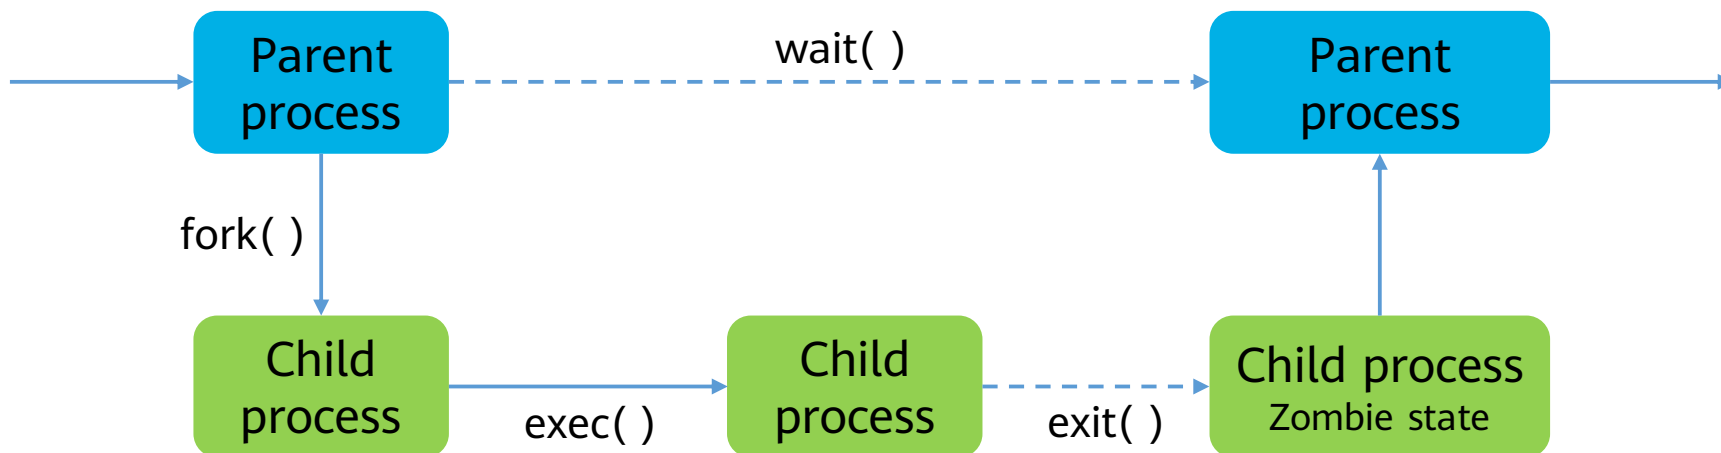 Parent
process
wait( )
Parent
process
fork( )
Child
process
exec( )
Child
process
exit( )
Child process
Zombie state